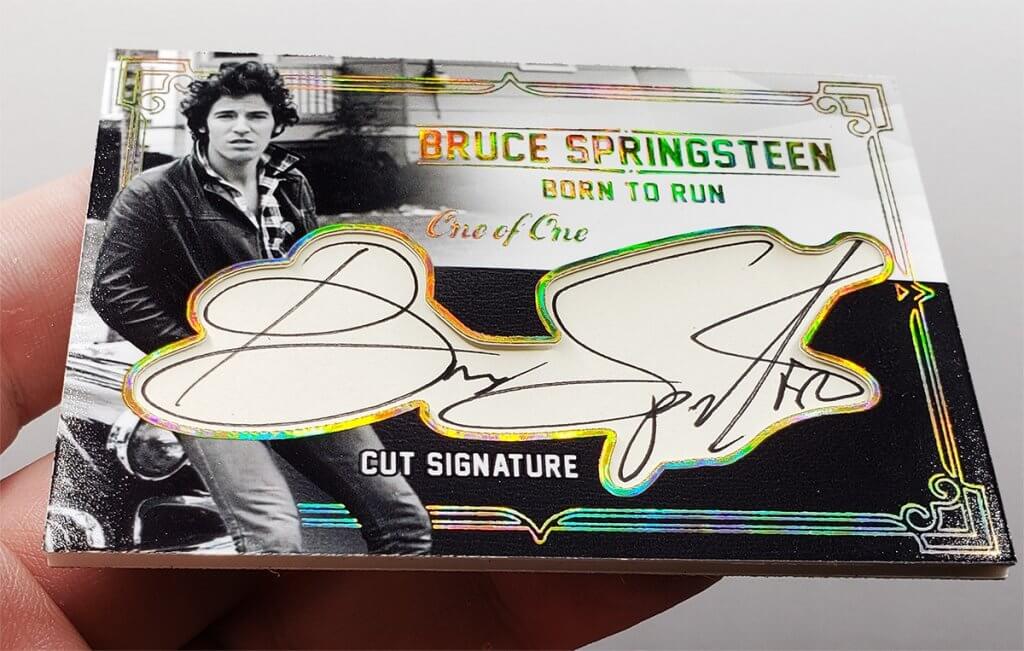 BRUCE SPRINGSTEEN
BORN TO RUN
One of One
CUT SIGNATURE